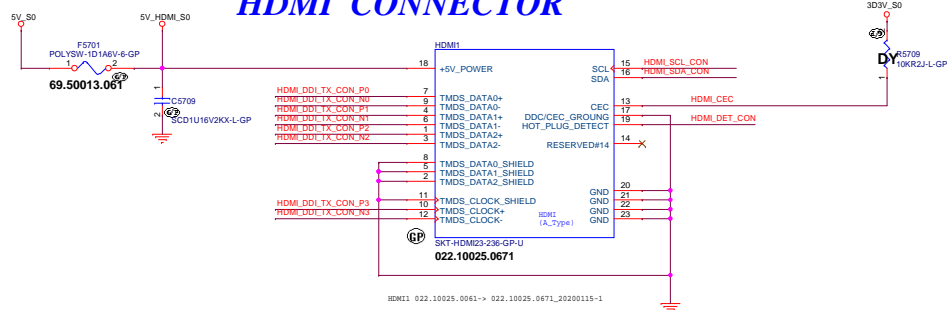 HDMI CONNECTOR
5V_S0
5V_HDMI_S0
3D3V_S0
F5701
POLYSW-1D1A6V-6-GP
1
2
69.50013.061
1
2
C5709
SCD1U16V2KX-L-GP
HDMI1
18 +5V_POWER
SCL 15 HDMI_SCL_CON
SDA 16 HDMI_SDA_CON
DY
R5709
10KR2J-L-GP
1
HDMI_DDI_TX_CON_P0 7 TMDS_DATA0+
HDMI_DDI_TX_CON_N0 9 TMDS_DATA0-
HDMI_DDI_TX_CON_P1 4 TMDS_DATA1+
HDMI_DDI_TX_CON_N1 6 TMDS_DATA1-
HDMI_DDI_TX_CON_P2 1 TMDS_DATA2+
HDMI_DDI_TX_CON_N2 3 TMDS_DATA2-
CEC 13 HDMI_CEC
DDC/CEC_GROUNG 17
HOT_PLUG_DETECT 19 HDMI_DET_CON
RESERVED#14 14
8 TMDS_DATA0_SHIELD
5 TMDS_DATA1_SHIELD
2 TMDS_DATA2_SHIELD
11 TMDS_CLOCK_SHIELD
HDMI_DDI_TX_CON_P3 10 TMDS_CLOCK+
HDMI_DDI_TX_CON_N3 12 TMDS_CLOCK-
GND 20
GND 21
GND 22
GND 23
HDMI
(A_Type)
GP
SKT-HDMI23-236-GP-U
022.10025.0671
HDMI1 022.10025.0061-> 022.10025.0671_20200115-1